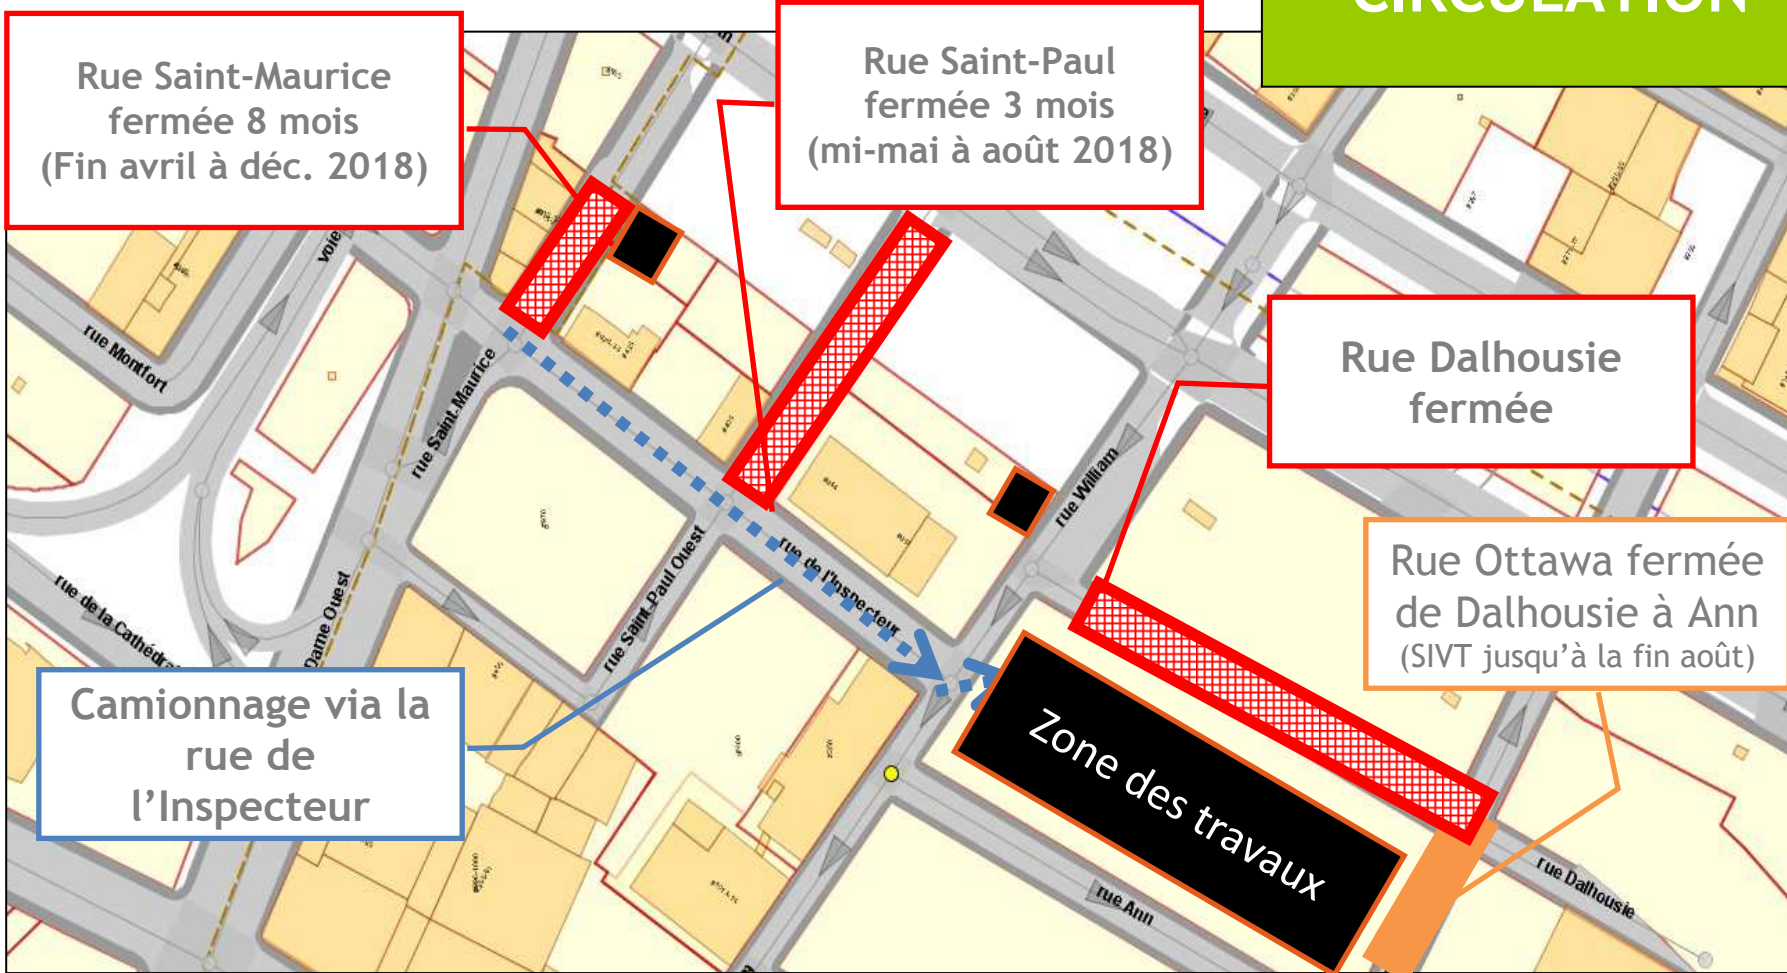 CIRCULATION
Rue Saint-Maurice
fermée 8 mois
(Fin avril à déc. 2018)
Rue Saint-Paul
fermée 3 mois
(mi-mai à août 2018)
Rue Dalhousie
fermée
Rue Ottawa fermée
de Dalhousie à Ann
(SIVT jusqu'à la fin août)
Camionnage via la
rue de
l'Inspecteur
Zone des travaux
voie
rue Montfort
rue Saint-Maurice
rue William
rue de l'Inspecteur
rue Saint-Paul Ouest
rue de la Cathédra
Dame Ouest
rue Ann
rue Dalhousie